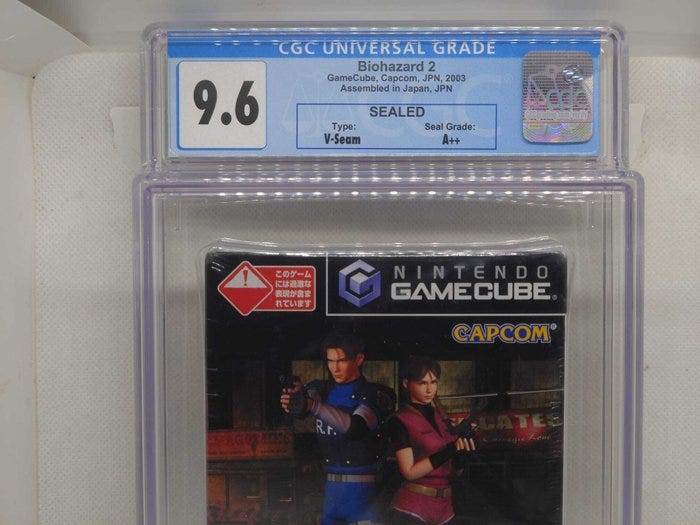 CGC UNIVERSAL GRADE
9.6
Biohazard 2
GameCube, Capcom, JPN, 2003
Assembled in Japan, JPN
SEALED
Type:
V-Seam
Seal Grade:
A++
CGC
このゲーム
には過激な
表現が含ま
れています
NINTENDO
GAMECUBE
CAPCOM
R.P.
GATES